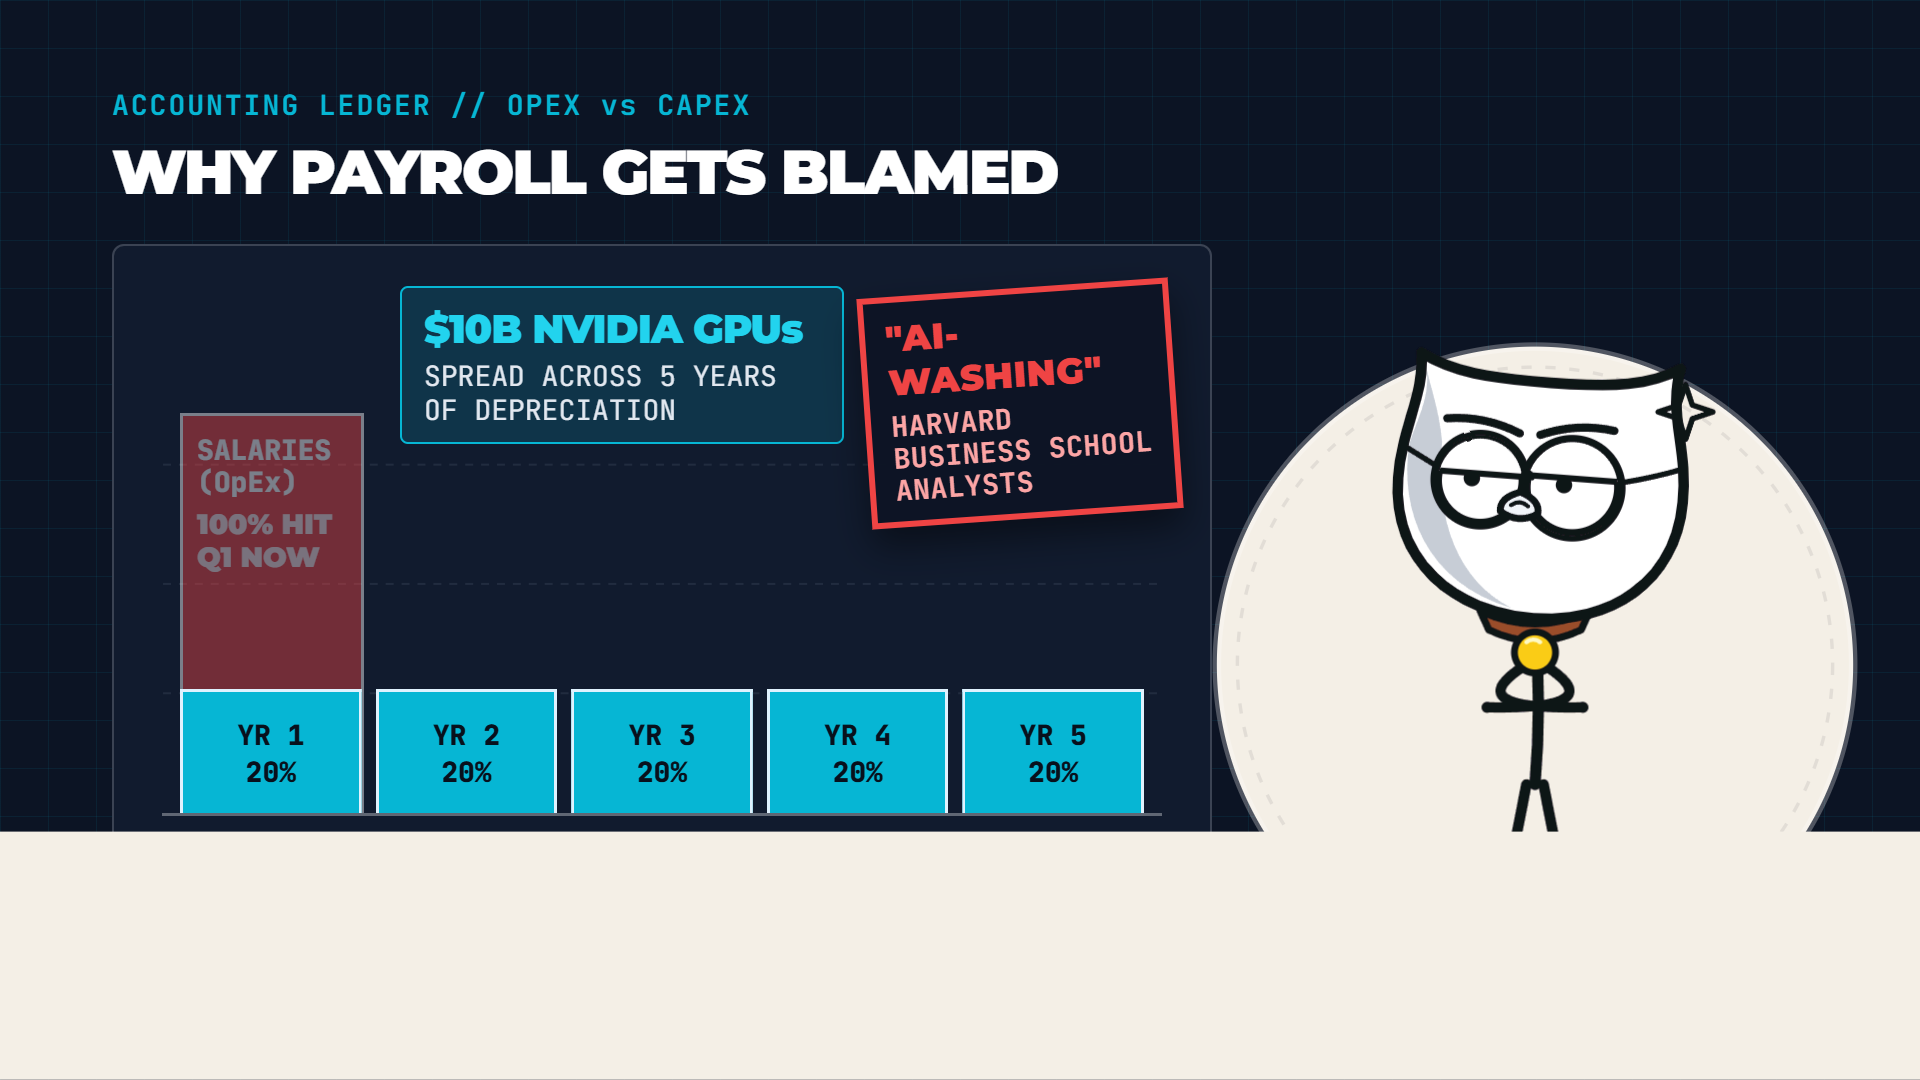 ACCOUNTING LEDGER // OPEX vs CAPEX
WHY PAYROLL GETS BLAMED
$10B NVIDIA GPUs
SPREAD ACROSS 5 YEARS
OF DEPRECIATION
"AI-
WASHING"
HARVARD
BUSINESS SCHOOL
ANALYSTS
SALARIES
(OpEx)
100% HIT
Q1 NOW
YR 1
20%
YR 2
20%
YR 3
20%
YR 4
20%
YR 5
20%